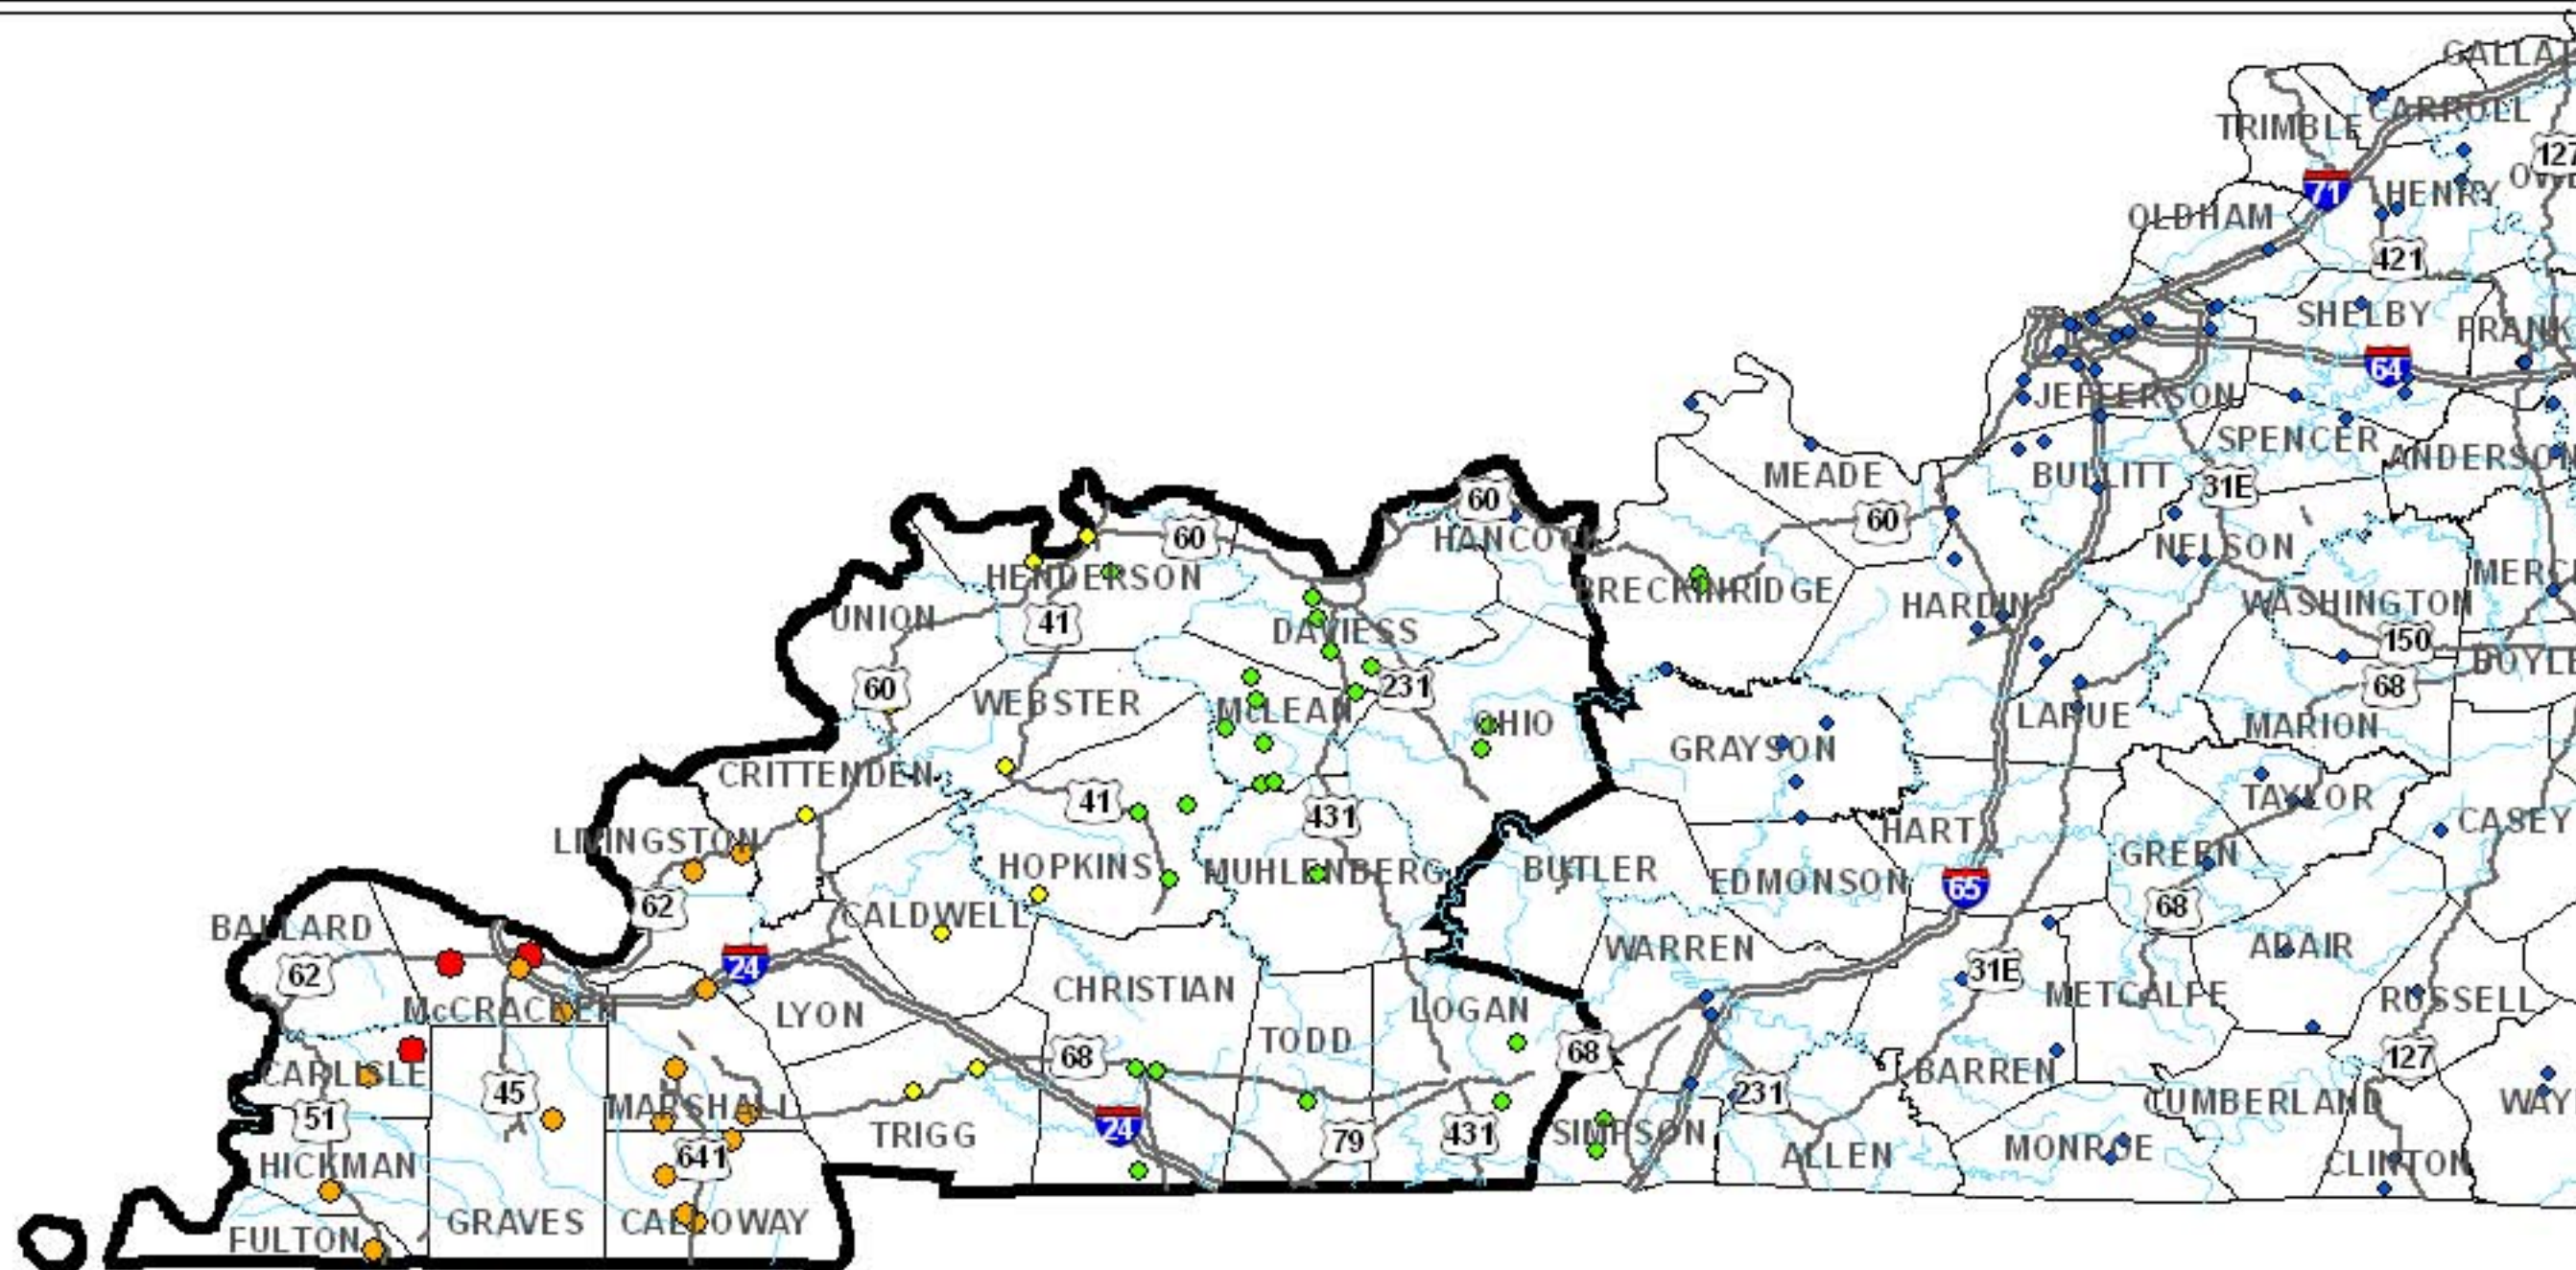 GALLAT
CARROLL
TRIMBLE
127
71
HENRY
OLDHAM
421
SHELBY
FRANK
64
JEFFERSON
SPENCER
ANDERSON
MEADE
BULLITT
31E
60
HANCOCK
60
60
NELSON
HENDERSON
BRECKINRIDGE
MERC
HARDIN
WASHINGTON
UNION
41
DAVIESS
150
BOYLE
60
231
68
WEBSTER
McLEAN
OHIO
LARUE
MARION
GRAYSON
CRITTENDEN
41
431
TAYLOR
CASEY
LIVINGSTON
HART
GREEN
HOPKINS
MUHLENBERG
BUTLER
EDMONSON
65
62
68
BALLARD
CALDWELL
WARREN
ADAIR
62
24
31E
CHRISTIAN
METCALFE
McCRACKEN
LYON
LOGAN
RUSSELL
TODD
68
68
127
CARLISLE
BARREN
45
231
MARSHALL
CUMBERLAND
WAY
51
24
TRIGG
79
431
SIMPSON
641
ALLEN
MONROE
HICKMAN
CLINTON
GRAVES
CALLOWAY
FULTON